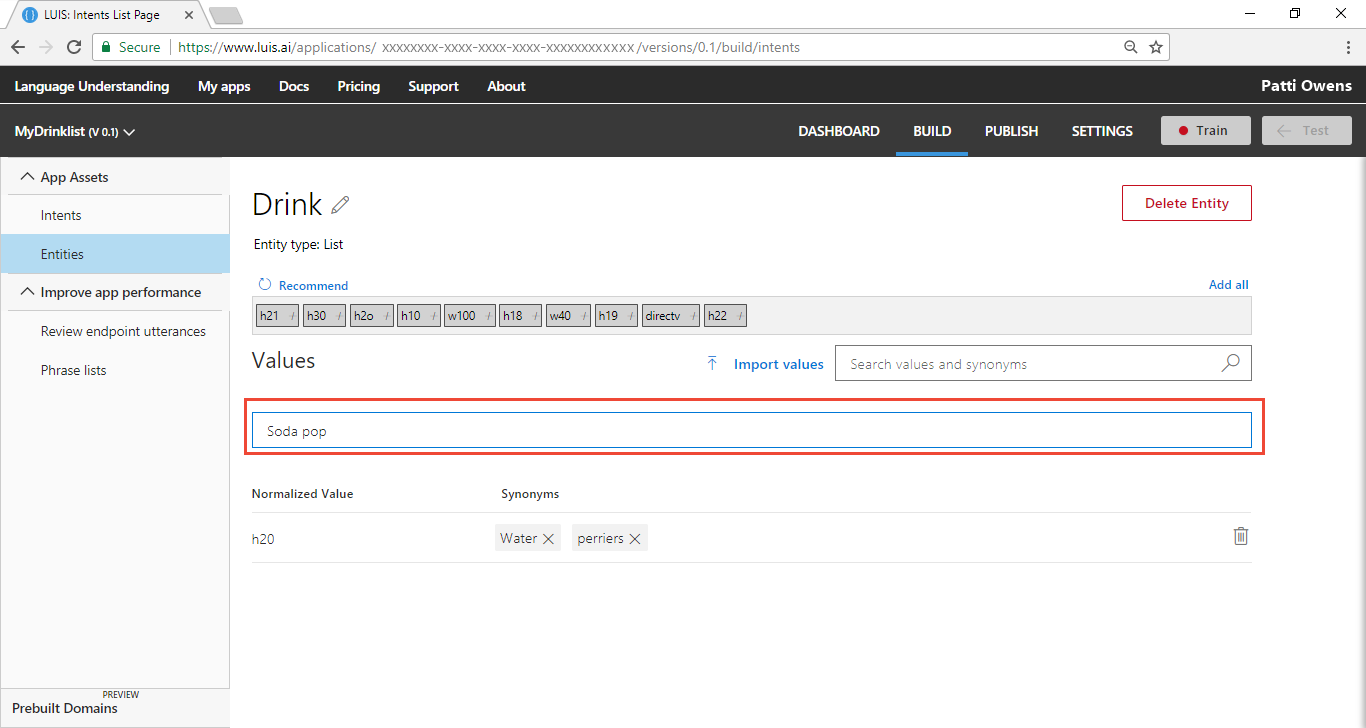 LUIS: Intents List Page
Secure https://www.luis.ai/applications/ xxxxxxxx-xxxx-xxxx-xxxx-xxxxxxxxxxxx/versions/0.1/build/intents
Language Understanding My apps Docs Pricing Support About Patti Owens
MyDrinklist (V 0.1) DASHBOARD BUILD PUBLISH SETTINGS Train Test
App Assets
Intents
Entities
Improve app performance
Review endpoint utterances
Phrase lists
PREVIEW
Prebuilt Domains
Drink
Delete Entity
Entity type: List
Recommend Add all
h21 h30 h2o h10 w100 h18 w40 h19 directv h22
Values Import values Search values and synonyms
Soda pop
Normalized Value Synonyms
h20 Water perriers